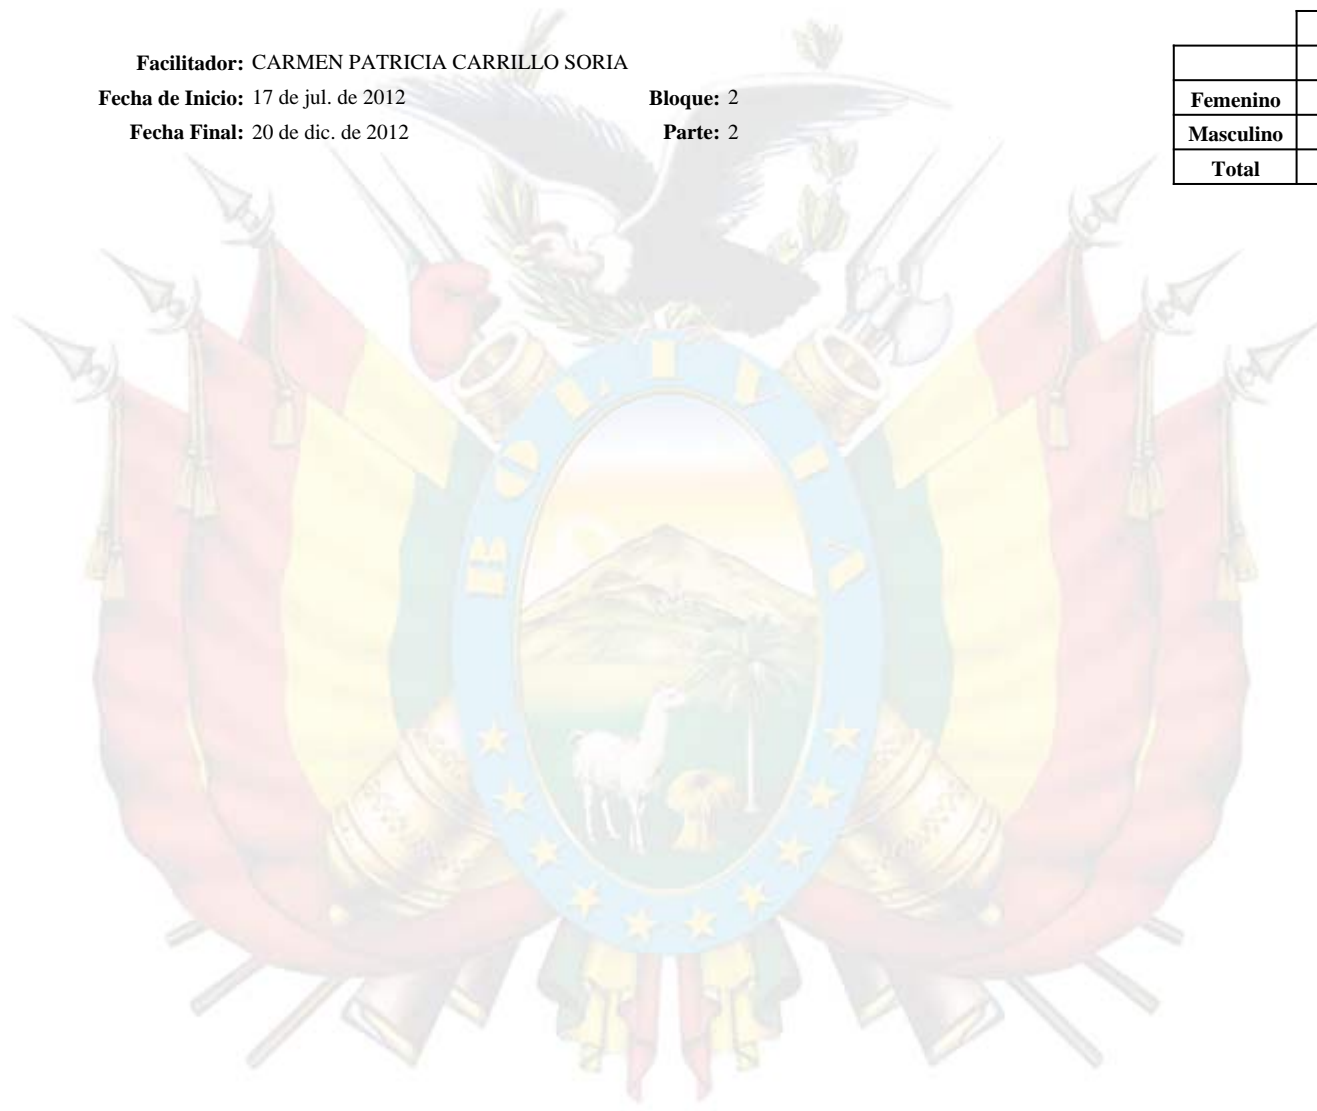 Facilitador: CARMEN PATRICIA CARRILLO SORIA
Fecha de Inicio: 17 de jul. de 2012 Bloque: 2
Fecha Final: 20 de dic. de 2012 Parte: 2
Femenino
Masculino
Total
BOLIVIA